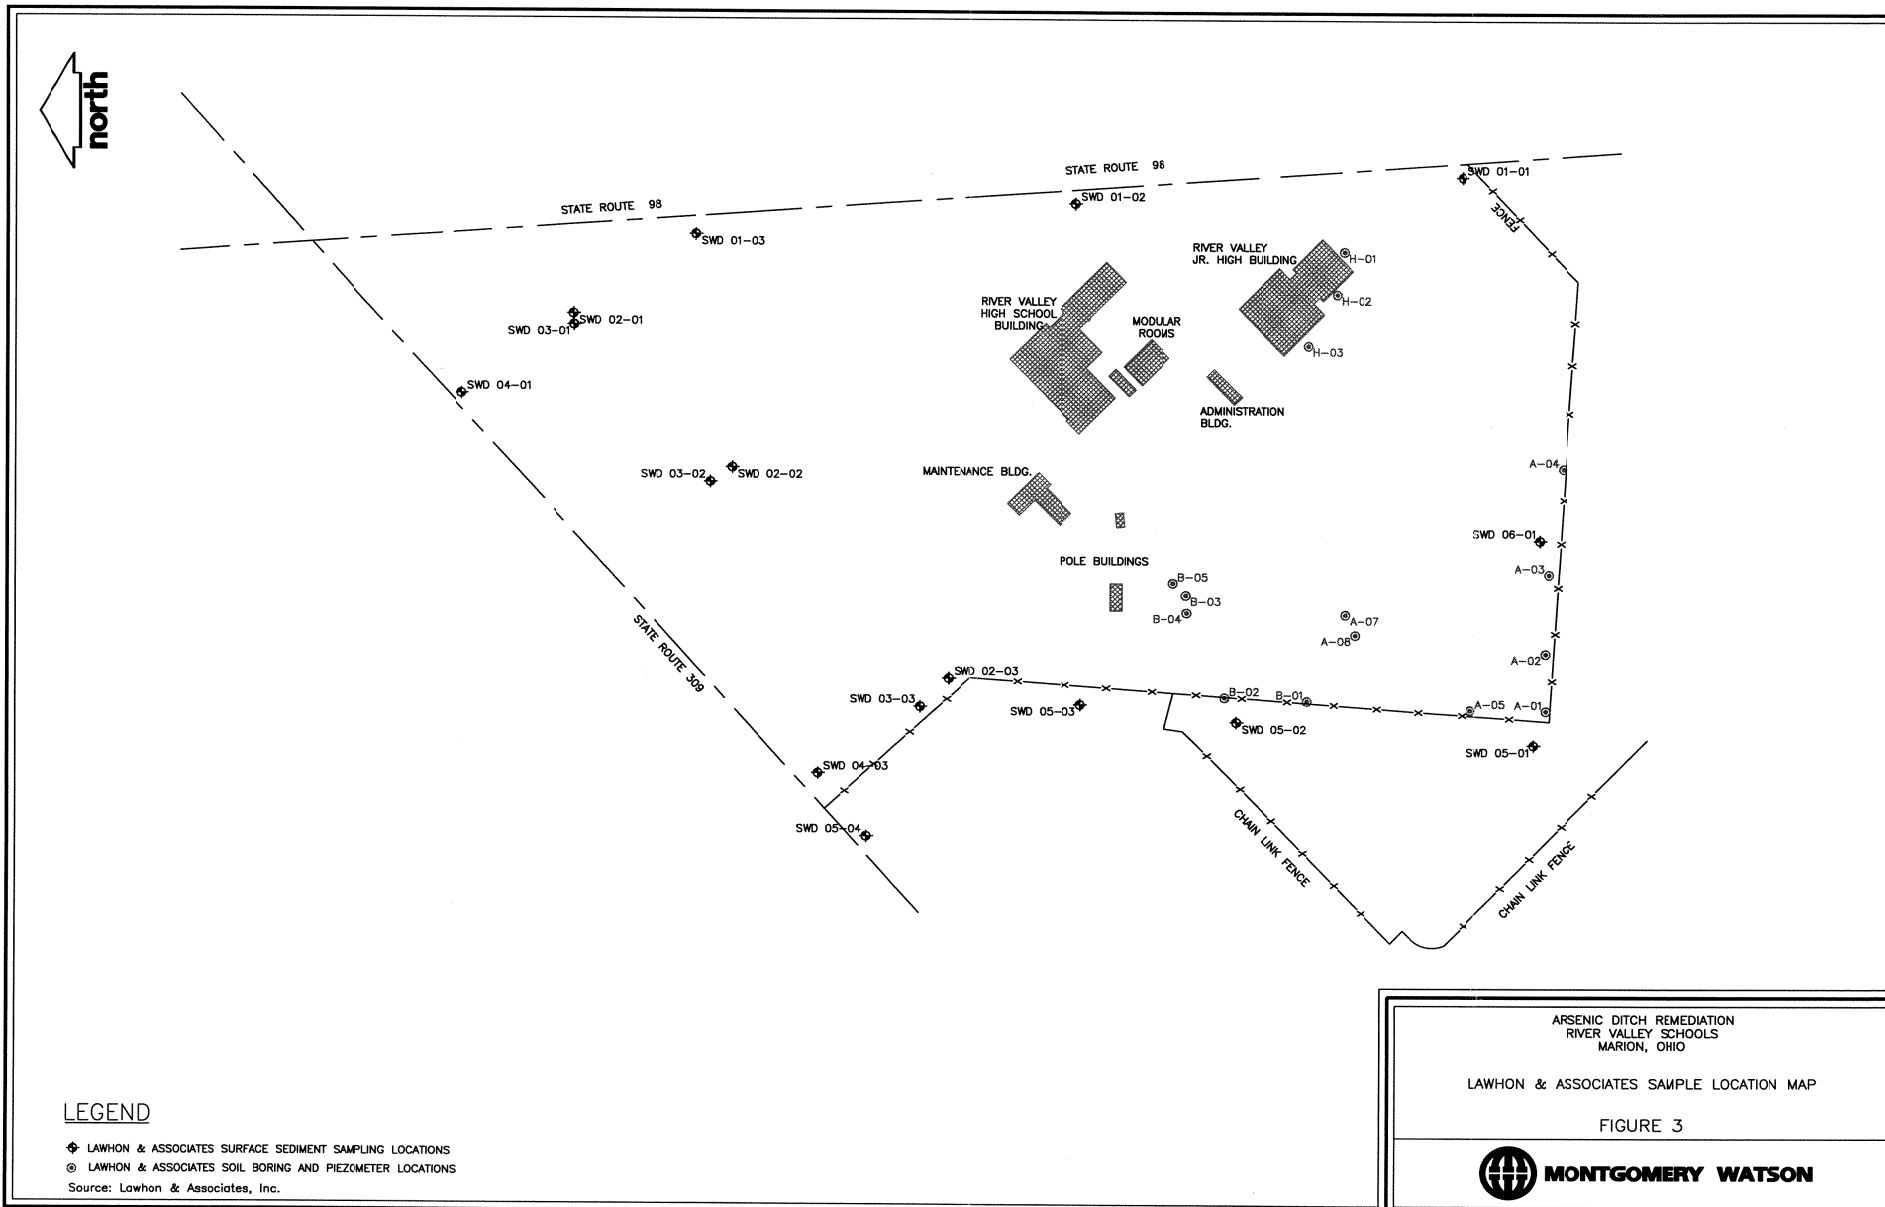 north
STATE ROUTE 98
STATE ROUTE 98
SWD 01-01
SWD 01-02
SWD 01-03
FENCE
RIVER VALLEY
JR. HIGH BUILDING
H-01
H-02
H-03
RIVER VALLEY
HIGH SCHOOL
BUILDING
MODULAR
ROOMS
SWD 02-01
SWD 03-01
SWD 04-01
ADMINISTRATION
BLDG.
SWD 03-02
SWD 02-02
MAINTENANCE BLDG.
A-04
SWD 06-01
A-03
POLE BUILDINGS
B-05
B-03
B-04
A-07
A-08
A-02
STATE ROUTE 309
SWD 02-03
SWD 03-03
SWD 05-03
B-02
B-01
A-05
A-01
SWD 05-02
SWD 05-01
SWD 04-03
SWD 05-04
CHAIN LINK FENCE
CHAIN LINK FENCE
LEGEND
LAWHON & ASSOCIATES SURFACE SEDIMENT SAMPLING LOCATIONS
LAWHON & ASSOCIATES SOIL BORING AND PIEZOMETER LOCATIONS
Source: Lawhon & Associates, Inc.
ARSENIC DITCH REMEDIATION
RIVER VALLEY SCHOOLS
MARION, OHIO
LAWHON & ASSOCIATES SAMPLE LOCATION MAP
FIGURE 3
MONTGOMERY WATSON